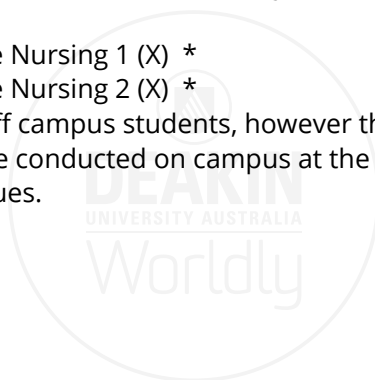 e Nursing 1 (X) *
e Nursing 2 (X) *
ff campus students, however th
e conducted on campus at the
ues.
DEAKIN
UNIVERSITY AUSTRALIA
Worldly